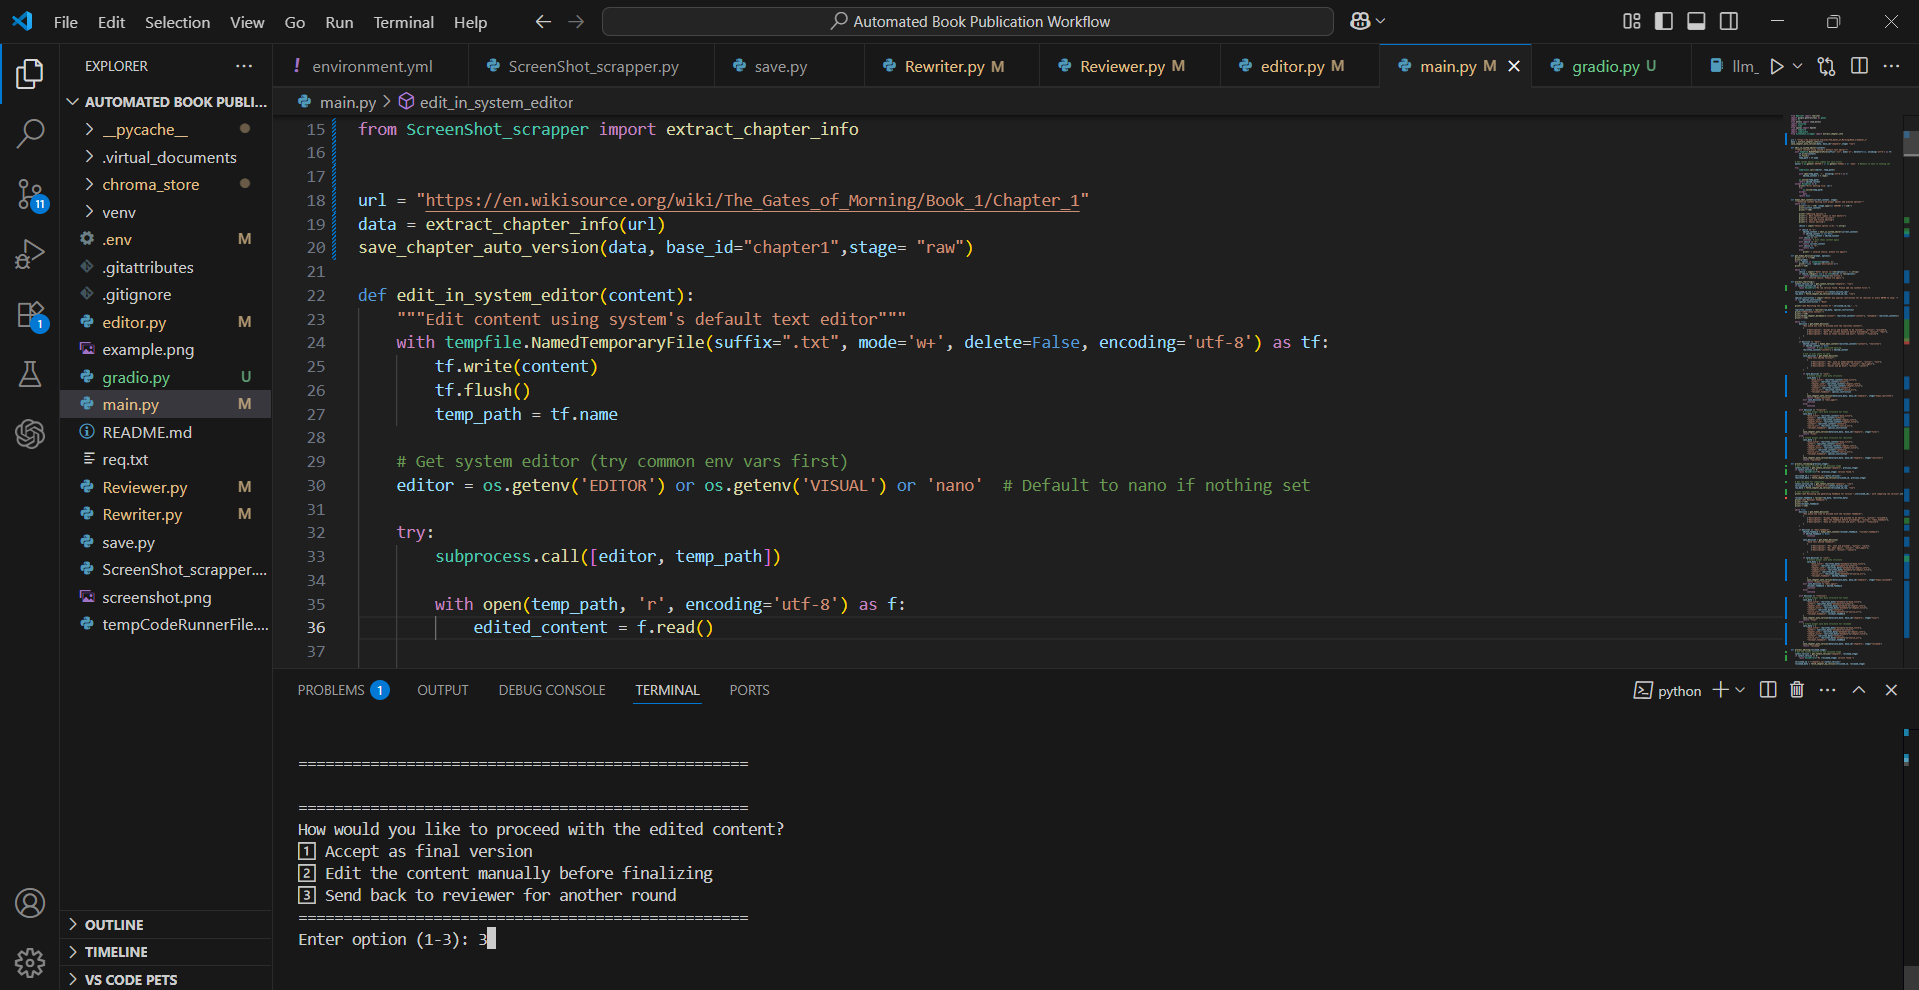 File Edit Selection View Go Run Terminal Help
Automated Book Publication Workflow
EXPLORER
AUTOMATED BOOK PUBLI...
__pycache__
.virtual_documents
chroma_store
venv
.env M
.gitattributes
.gitignore
editor.py M
example.png
gradio.py U
main.py M
README.md
req.txt
Reviewer.py M
Rewriter.py M
save.py
ScreenShot_scrapper....
screenshot.png
tempCodeRunnerFile....
OUTLINE
TIMELINE
VS CODE PETS
11
1
! environment.yml ScreenShot_scrapper.py save.py Rewriter.py M Reviewer.py M editor.py M main.py M gradio.py U llm_
main.py > edit_in_system_editor
15 from ScreenShot_scrapper import extract_chapter_info
16
17
18 url = "https://en.wikisource.org/wiki/The_Gates_of_Morning/Book_1/Chapter_1"
19 data = extract_chapter_info(url)
20 save_chapter_auto_version(data, base_id="chapter1",stage= "raw")
21
22 def edit_in_system_editor(content):
23 """Edit content using system's default text editor"""
24 with tempfile.NamedTemporaryFile(suffix=".txt", mode='w+', delete=False, encoding='utf-8') as tf:
25 tf.write(content)
26 tf.flush()
27 temp_path = tf.name
28
29 # Get system editor (try common env vars first)
30 editor = os.getenv('EDITOR') or os.getenv('VISUAL') or 'nano' # Default to nano if nothing set
31
32 try:
33 subprocess.call([editor, temp_path])
34
35 with open(temp_path, 'r', encoding='utf-8') as f:
36 edited_content = f.read()
37
PROBLEMS 1 OUTPUT DEBUG CONSOLE TERMINAL PORTS
python
==================================================
==================================================
How would you like to proceed with the edited content?
1 Accept as final version
2 Edit the content manually before finalizing
3 Send back to reviewer for another round
==================================================
Enter option (1-3): 3